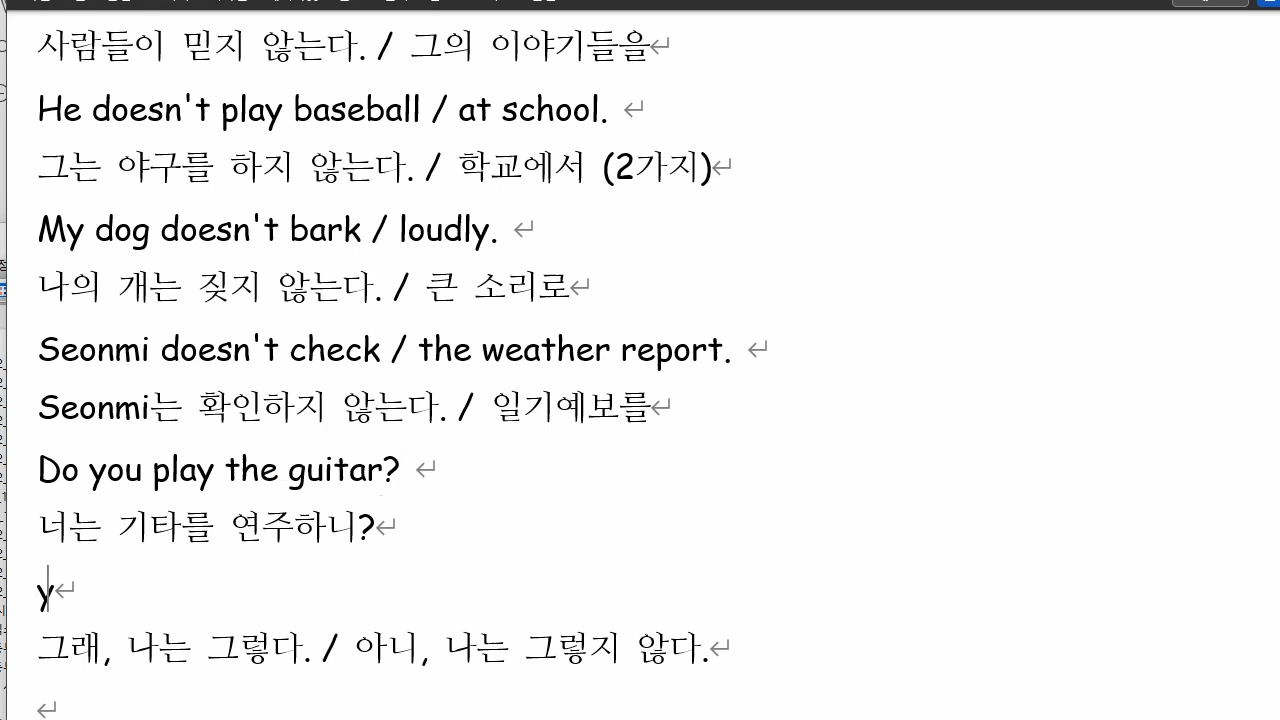 사람들이 믿지 않는다. / 그의 이야기들을
He doesn't play baseball / at school.
그는 야구를 하지 않는다. / 학교에서 (2가지)
My dog doesn't bark / loudly.
나의 개는 짖지 않는다. / 큰 소리로
Seonmi doesn't check / the weather report.
Seonmi는 확인하지 않는다. / 일기예보를
Do you play the guitar?
너는 기타를 연주하니?
y
그래, 나는 그렇다. / 아니, 나는 그렇지 않다.